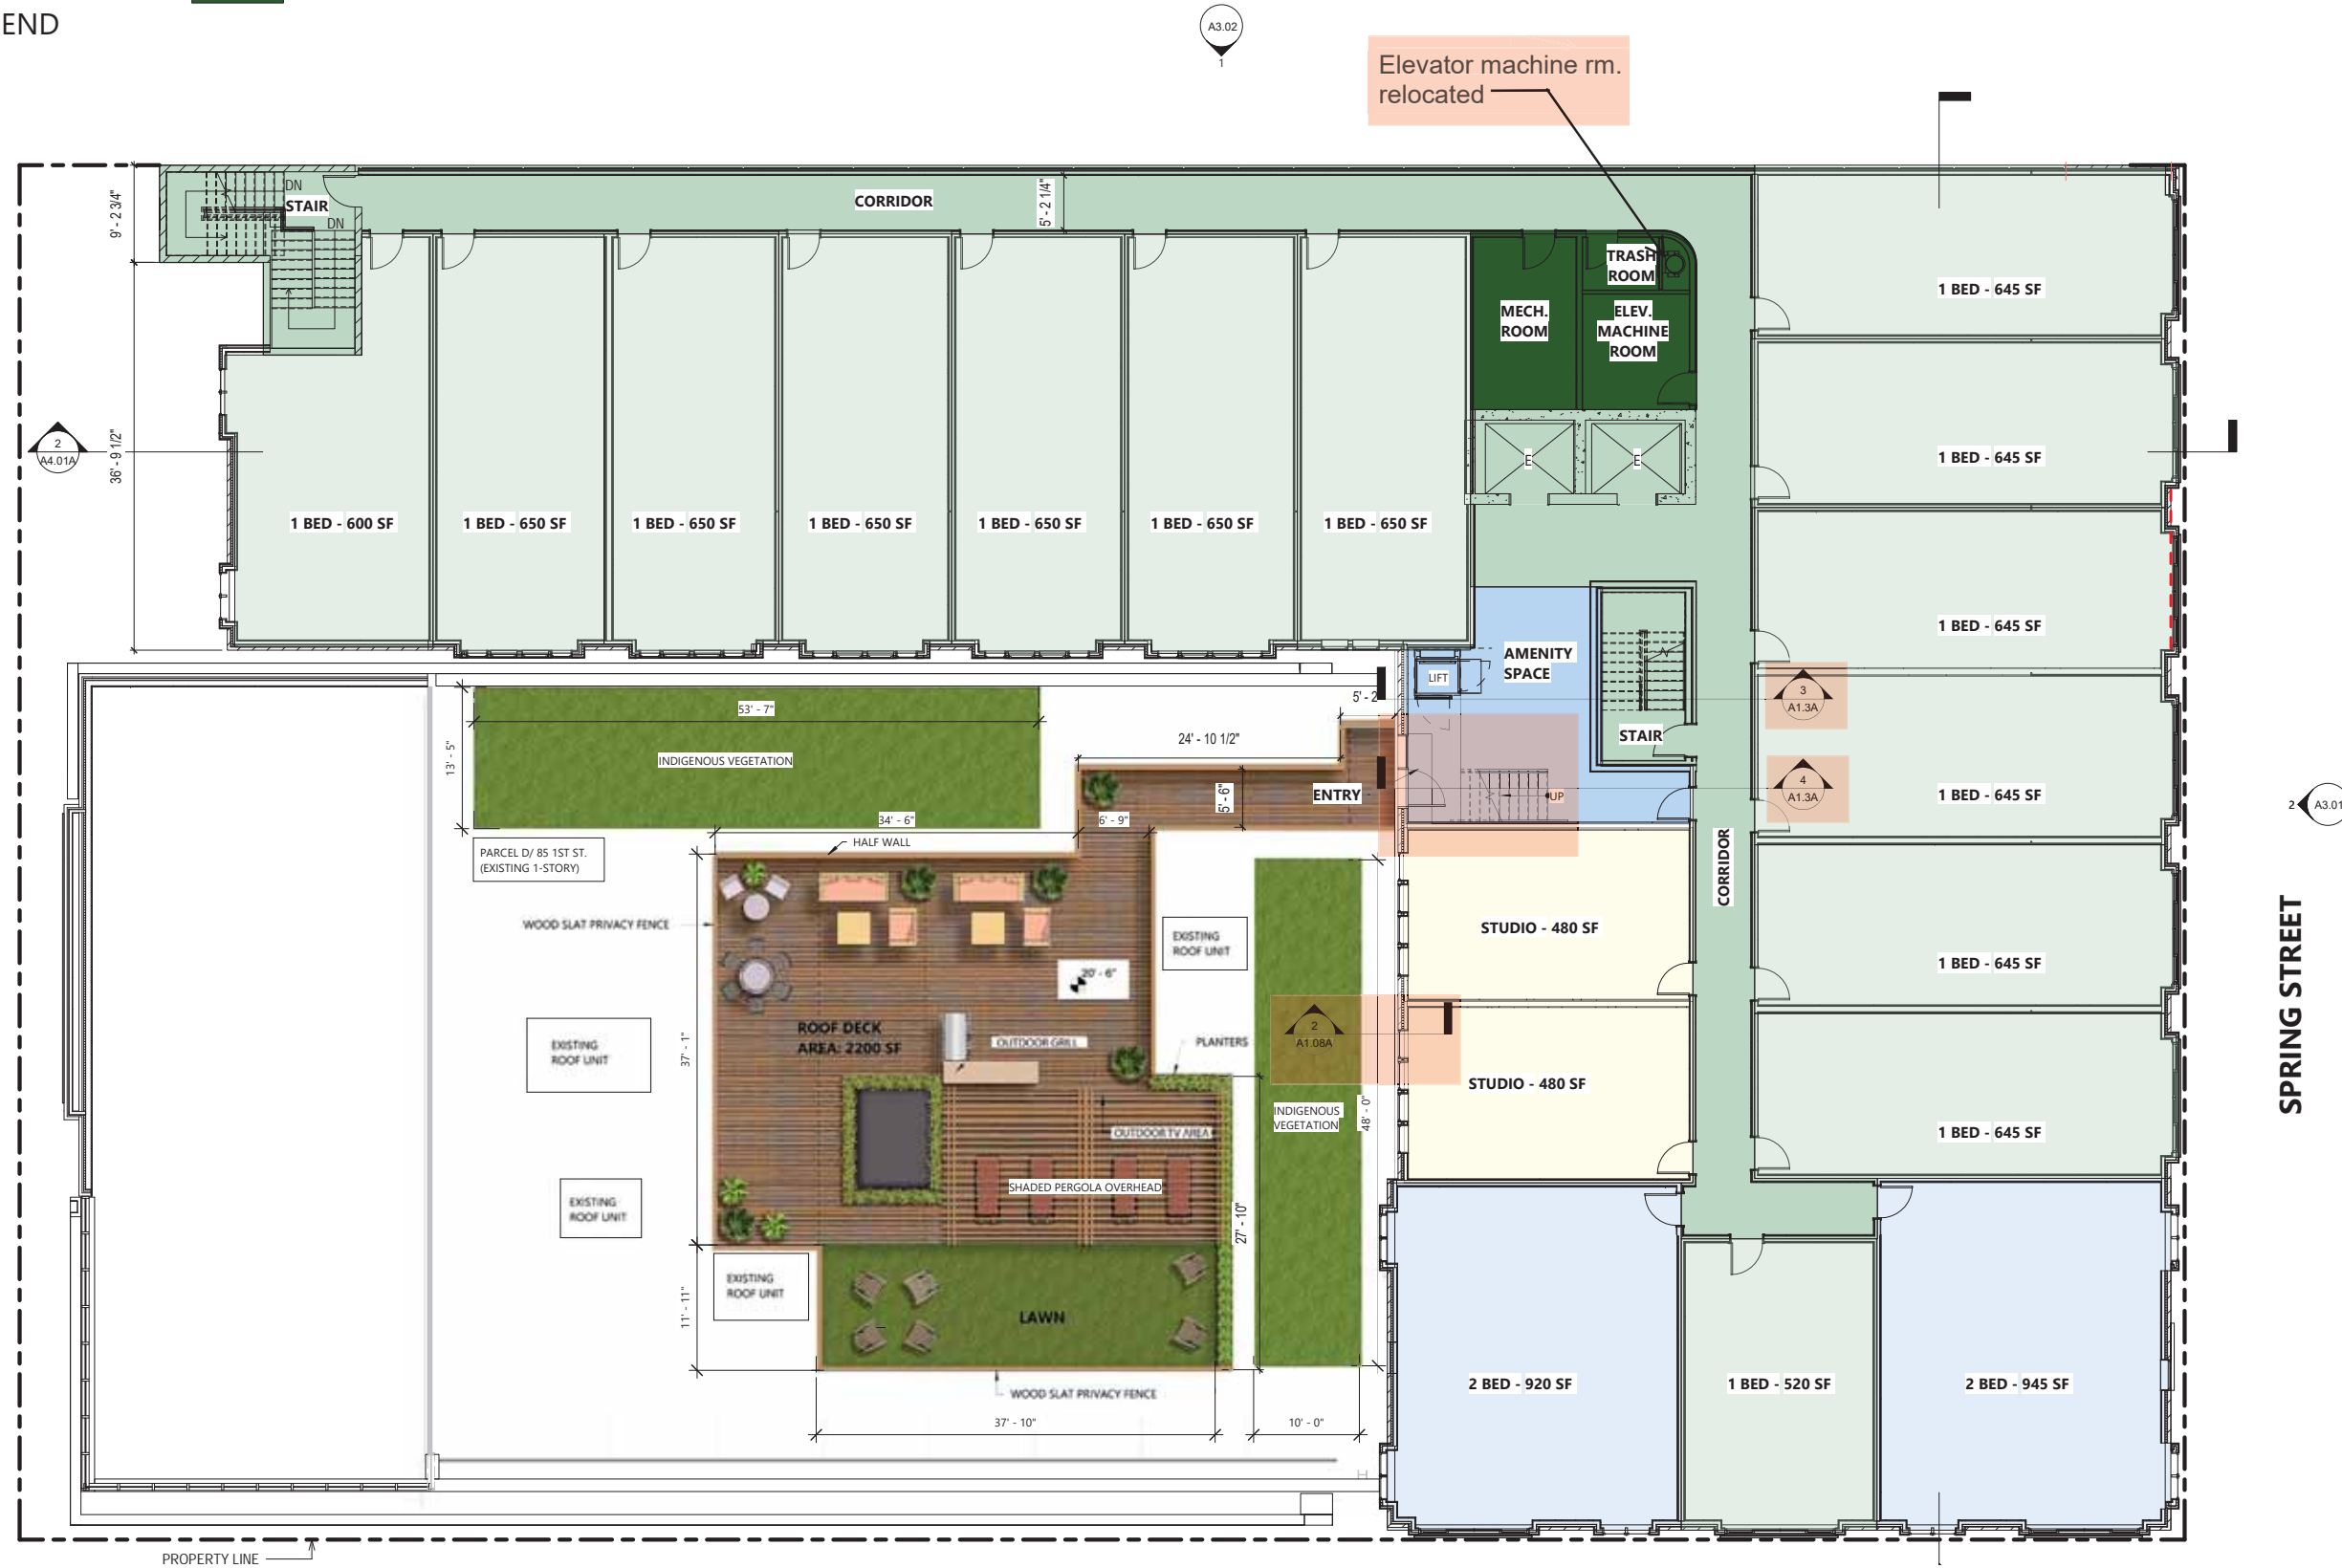 END
A3.02
1
Elevator machine rm.
relocated
9' - 2 3/4"
DN
STAIR
DN
CORRIDOR
5' - 2 1/4"
TRASH
ROOM
MECH.
ROOM
ELEV.
MACHINE
ROOM
1 BED - 645 SF
2
A4.01A
36' - 9 1/2"
E
E
1 BED - 645 SF
1 BED - 600 SF
1 BED - 650 SF
1 BED - 650 SF
1 BED - 650 SF
1 BED - 650 SF
1 BED - 650 SF
1 BED - 650 SF
1 BED - 645 SF
AMENITY
SPACE
LIFT
5' - 2
3
A1.3A
53' - 7"
13' - 5"
INDIGENOUS VEGETATION
24' - 10 1/2"
STAIR
4
A1.3A
ENTRY
UP
5' - 6"
1 BED - 645 SF
2
A3.01
34' - 6"
6' - 9"
HALF WALL
PARCEL D/ 85 1ST ST.
(EXISTING 1-STORY)
CORRIDOR
WOOD SLAT PRIVACY FENCE
EXISTING
ROOF UNIT
STUDIO - 480 SF
1 BED - 645 SF
20' - 6"
SPRING STREET
ROOF DECK
AREA: 2200 SF
OUTDOOR GRILL
PLANTERS
2
A1.08A
EXISTING
ROOF UNIT
37' - 1"
STUDIO - 480 SF
INDIGENOUS
VEGETATION
48' - 0"
OUTDOOR TV AREA
1 BED - 645 SF
SHADED PERGOLA OVERHEAD
EXISTING
ROOF UNIT
27' - 10"
EXISTING
ROOF UNIT
11' - 11"
LAWN
2 BED - 920 SF
1 BED - 520 SF
2 BED - 945 SF
WOOD SLAT PRIVACY FENCE
37' - 10"
10' - 0"
PROPERTY LINE